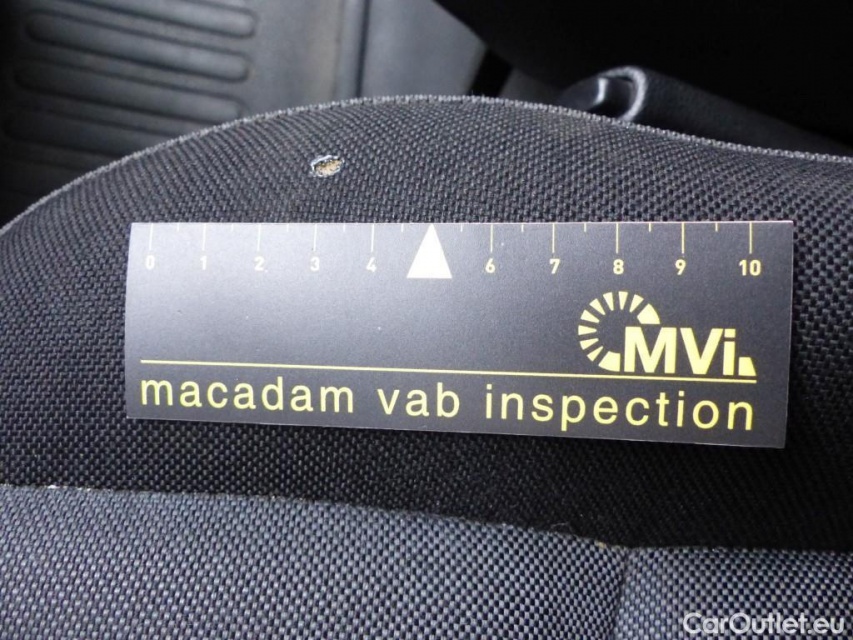 0 1 2 3 4 6 7 8 9 10
MVi
macadam vab inspection
CarOutlet.eu